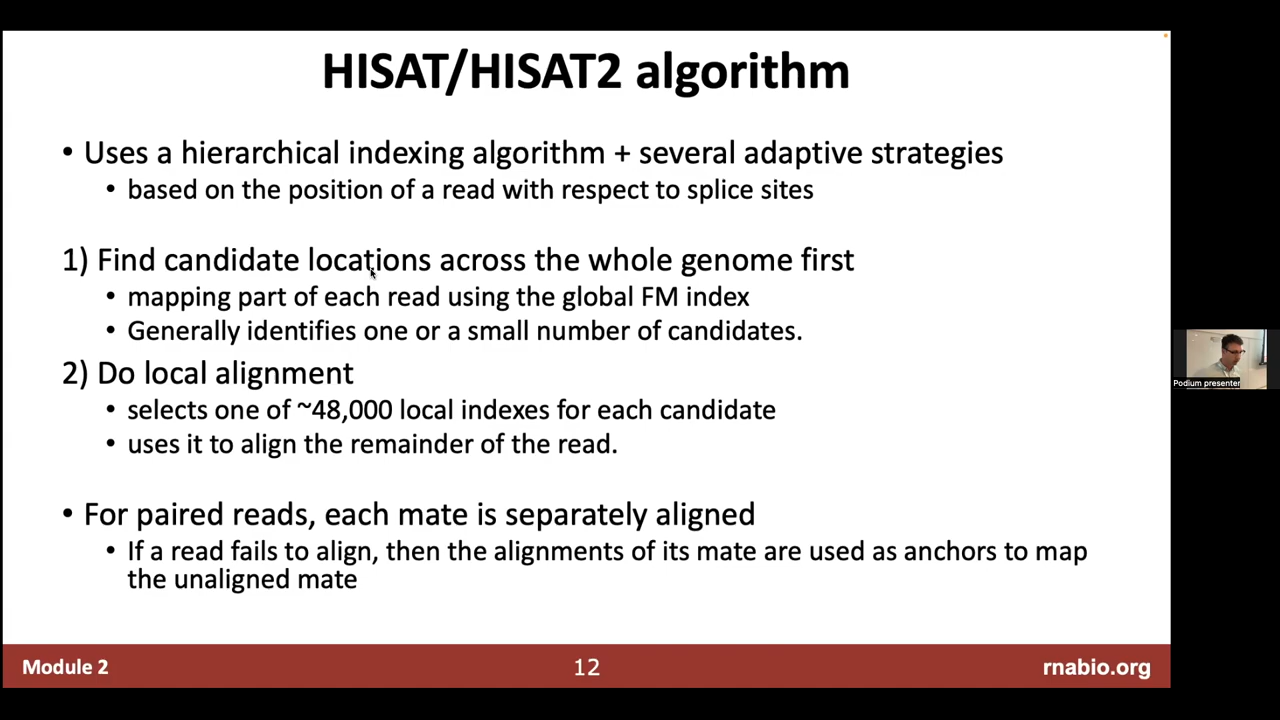 HISAT/HISAT2 algorithm
• Uses a hierarchical indexing algorithm + several adaptive strategies
• based on the position of a read with respect to splice sites
1) Find candidate locations across the whole genome first
• mapping part of each read using the global FM index
• Generally identifies one or a small number of candidates.
2) Do local alignment
• selects one of ~48,000 local indexes for each candidate
• uses it to align the remainder of the read.
• For paired reads, each mate is separately aligned
• If a read fails to align, then the alignments of its mate are used as anchors to map
the unaligned mate
Module 2
12
rnabio.org
Podium presenter